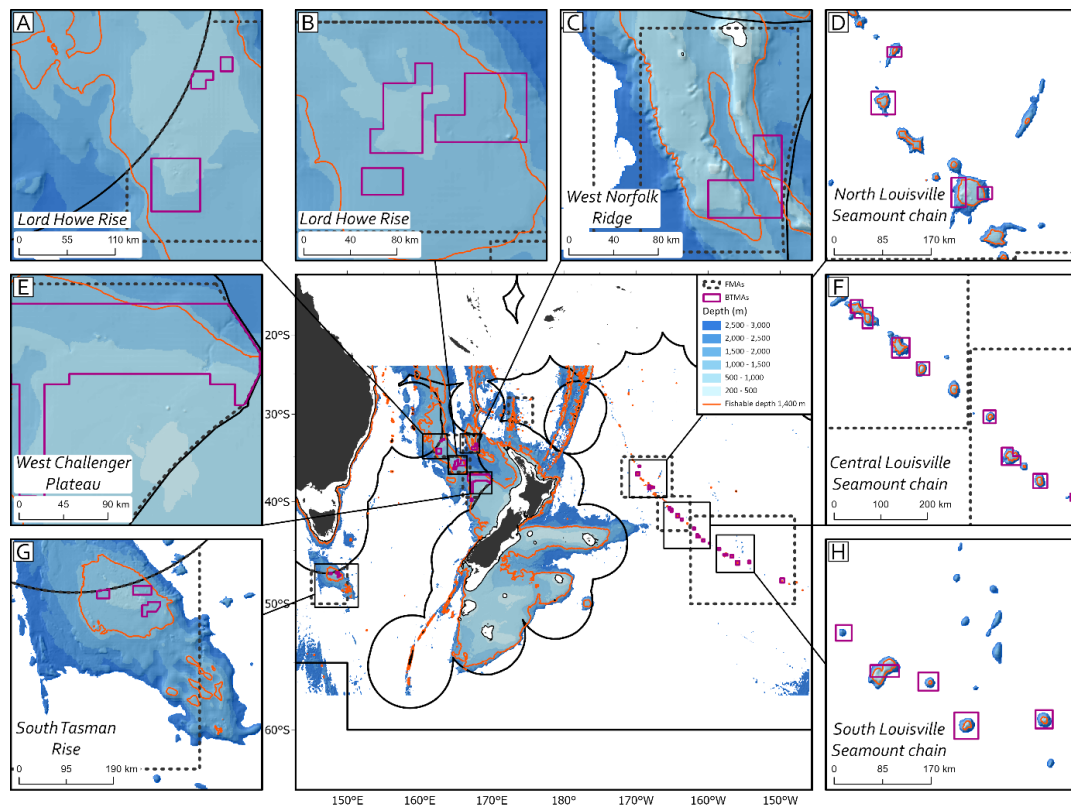 A
Lord Howe Rise
0 55 110 km
B
Lord Howe Rise
0 40 80 km
C
West Norfolk
Ridge
0 40 80 km
D
North Louisville
Seamount chain
0 85 170 km
E
West Challenger
Plateau
0 45 90 km
F
Central Louisville
Seamount chain
0 100 200 km
G
South Tasman
Rise
0 95 190 km
H
South Louisville
Seamount chain
0 85 170 km
FMAs
BTMAs
Depth (m)
2,500 - 3,000
2,000 - 2,500
1,500 - 2,000
1,000 - 1,500
500 - 1,000
200 - 500
Fishable depth 1,400 m
20°S
30°S
40°S
50°S
60°S
150°E 160°E 170°E 180° 170°W 160°W 150°W